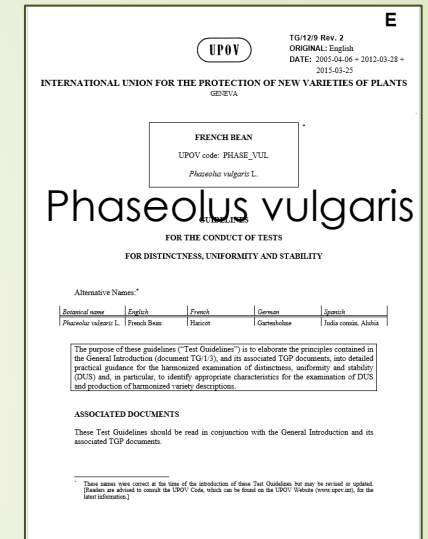 E
UPOV
TG/12/9 Rev. 2
ORIGINAL: English
DATE: 2005-04-06 + 2012-03-28 +
2015-03-25
INTERNATIONAL UNION FOR THE PROTECTION OF NEW VARIETIES OF PLANTS
GENEVA
*
FRENCH BEAN
UPOV code: PHASE_VUL
Phaseolus vulgaris L.
Phaseolus vulgaris
GUIDELINES
FOR THE CONDUCT OF TESTS
FOR DISTINCTNESS, UNIFORMITY AND STABILITY
Alternative Names:*
Botanical name English French German Spanish
Phaseolus vulgaris L. French Bean Haricot Gartenbohne Judía común, Alubia
The purpose of these guidelines ("Test Guidelines") is to elaborate the principles contained in
the General Introduction (document TG/1/3), and its associated TGP documents, into detailed
practical guidance for the harmonized examination of distinctness, uniformity and stability
(DUS) and, in particular, to identify appropriate characteristics for the examination of DUS
and production of harmonized variety descriptions.
ASSOCIATED DOCUMENTS
These Test Guidelines should be read in conjunction with the General Introduction and its
associated TGP documents.
* These names were correct at the time of the introduction of these Test Guidelines but may be revised or updated.
[Readers are advised to consult the UPOV Code, which can be found on the UPOV Website (www.upov.int), for the
latest information.]